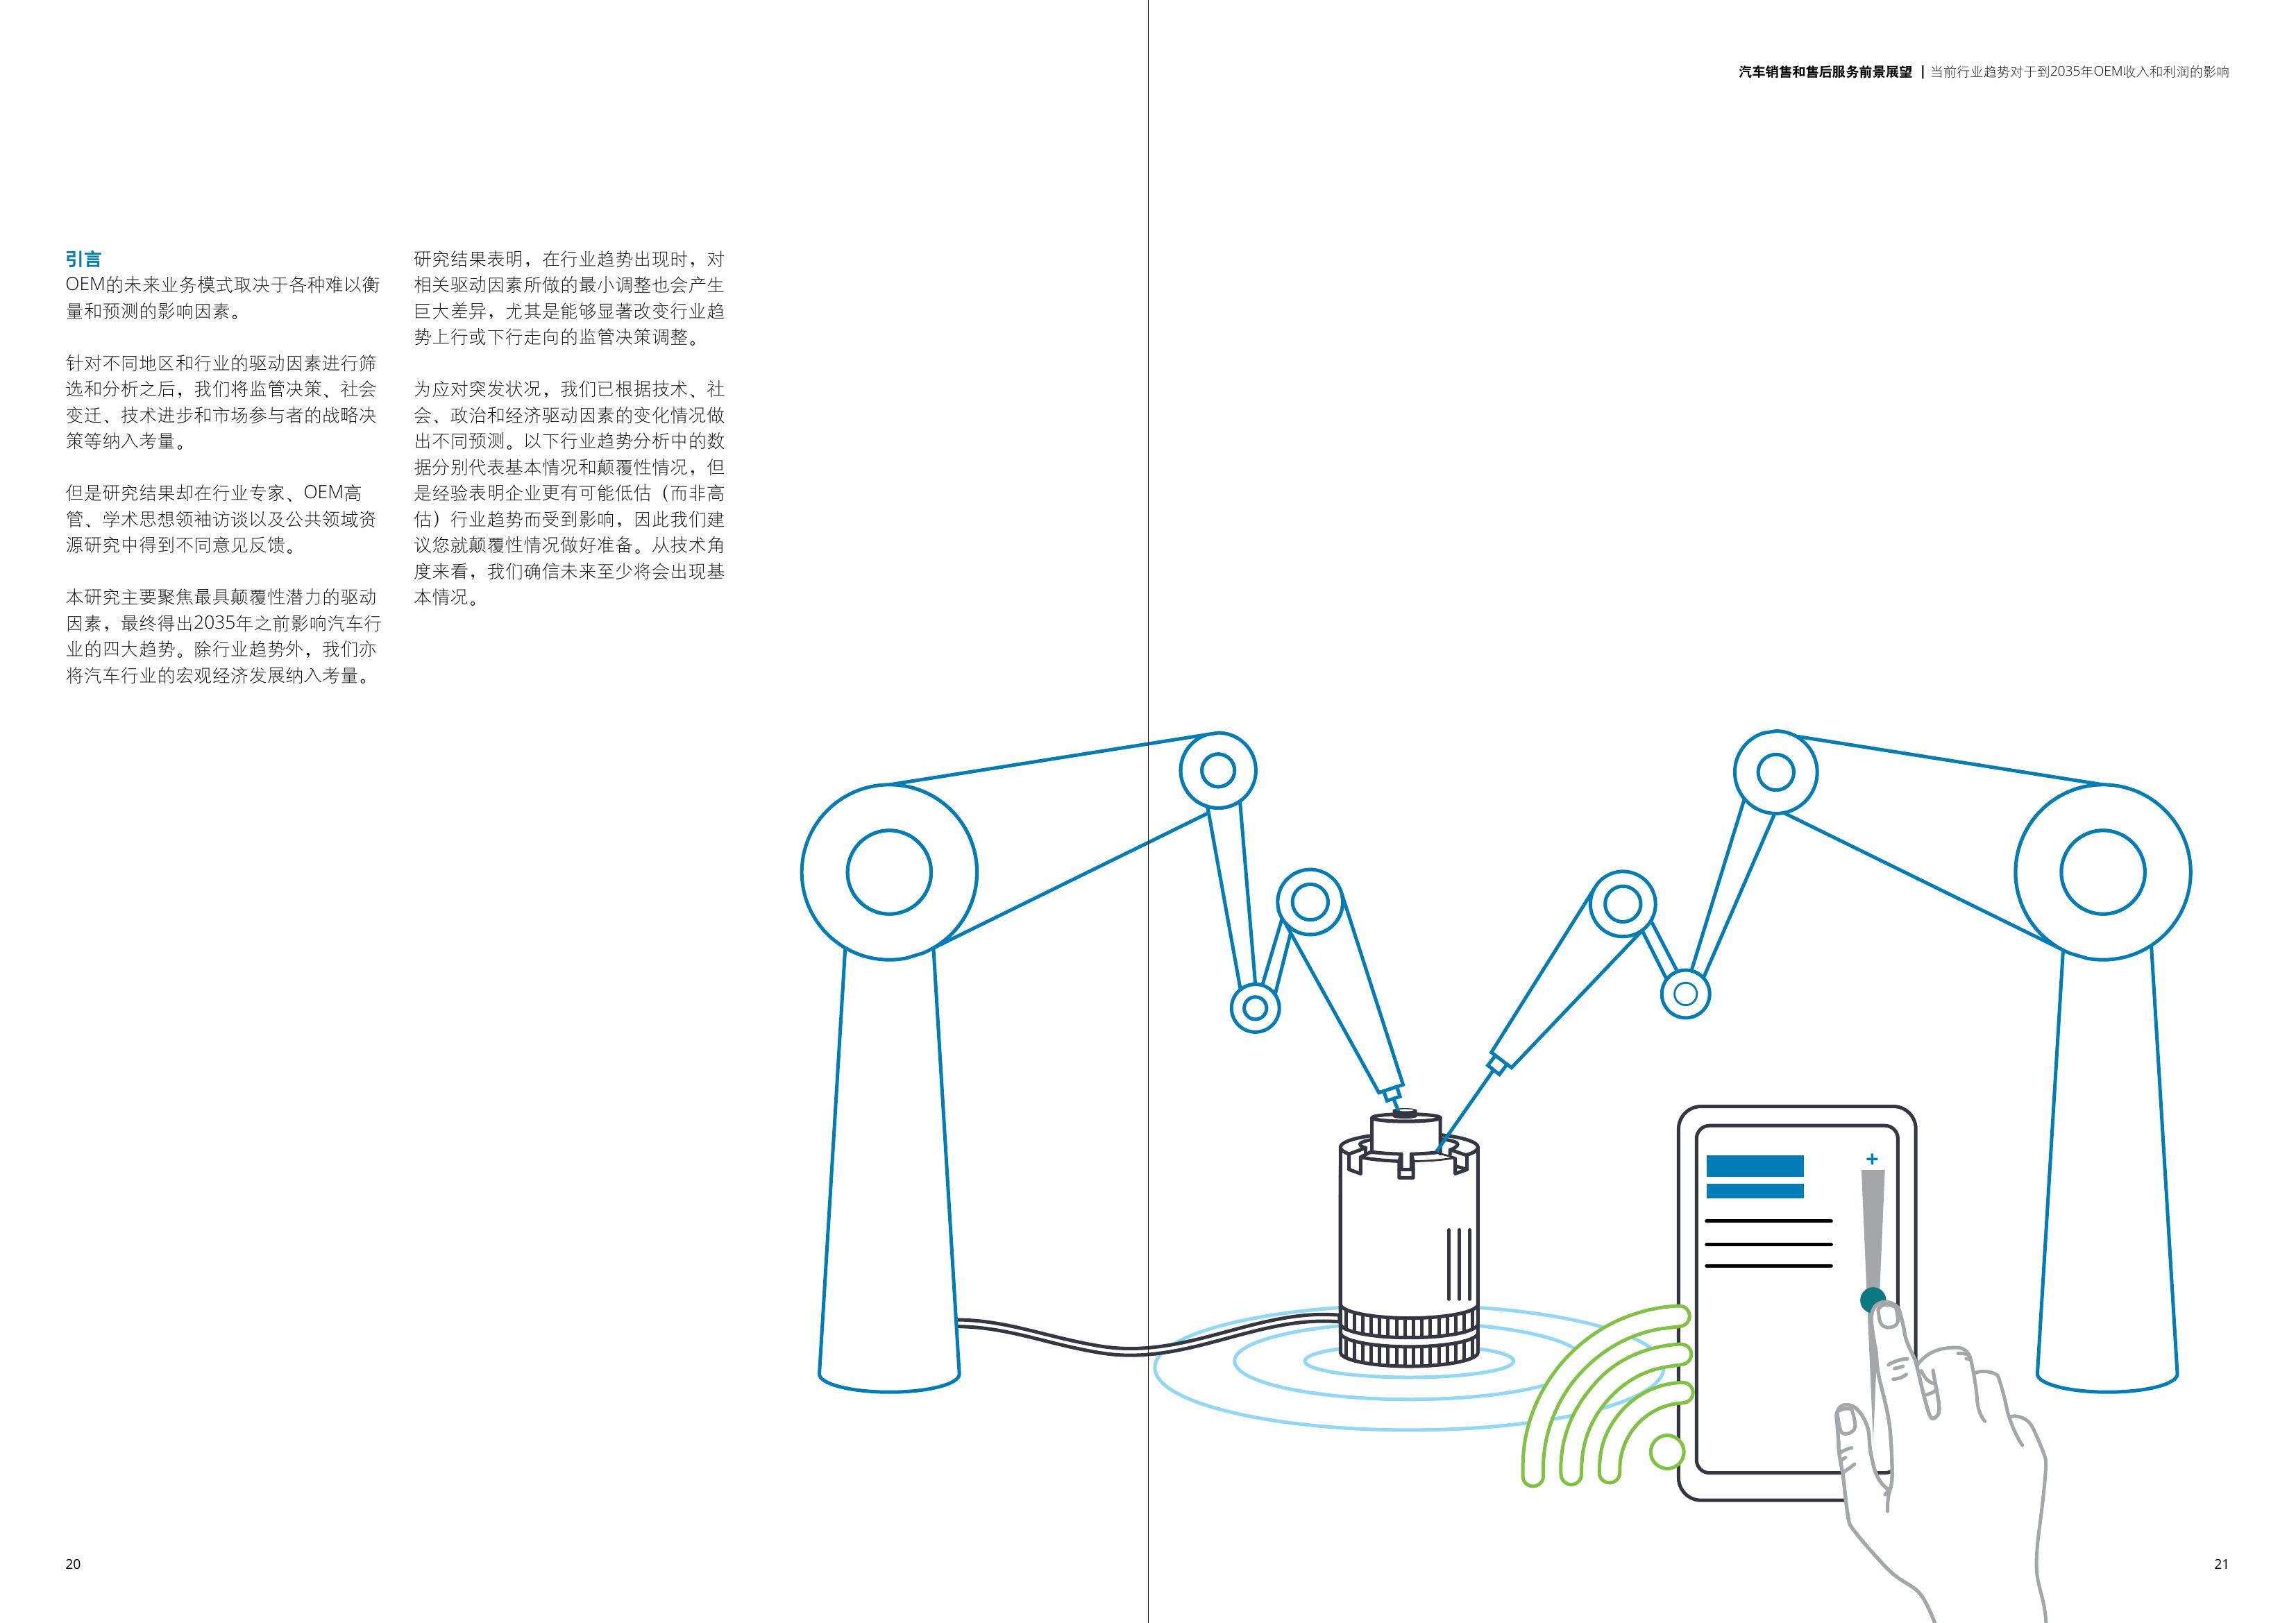 汽车销售和售后服务前景展望 | 当前行业趋势对于到2035年OEM收入和利润的影响
引言
OEM的未来业务模式取决于各种难以衡
量和预测的影响因素。
针对不同地区和行业的驱动因素进行筛
选和分析之后，我们将监管决策、社会
变迁、技术进步和市场参与者的战略决
策等纳入考量。
但是研究结果却在行业专家、OEM高
管、学术思想领袖访谈以及公共领域资
源研究中得到不同意见反馈。
本研究主要聚焦最具颠覆性潜力的驱动
因素，最终得出2035年之前影响汽车行
业的四大趋势。除行业趋势外，我们亦
将汽车行业的宏观经济发展纳入考量。
研究结果表明，在行业趋势出现时，对
相关驱动因素所做的最小调整也会产生
巨大差异，尤其是能够显著改变行业趋
势上行或下行走向的监管决策调整。
为应对突发状况，我们已根据技术、社
会、政治和经济驱动因素的变化情况做
出不同预测。以下行业趋势分析中的数
据分别代表基本情况和颠覆性情况，但
是经验表明企业更有可能低估（而非高
估）行业趋势而受到影响，因此我们建
议您就颠覆性情况做好准备。从技术角
度来看，我们确信未来至少将会出现基
本情况。
+
20
21